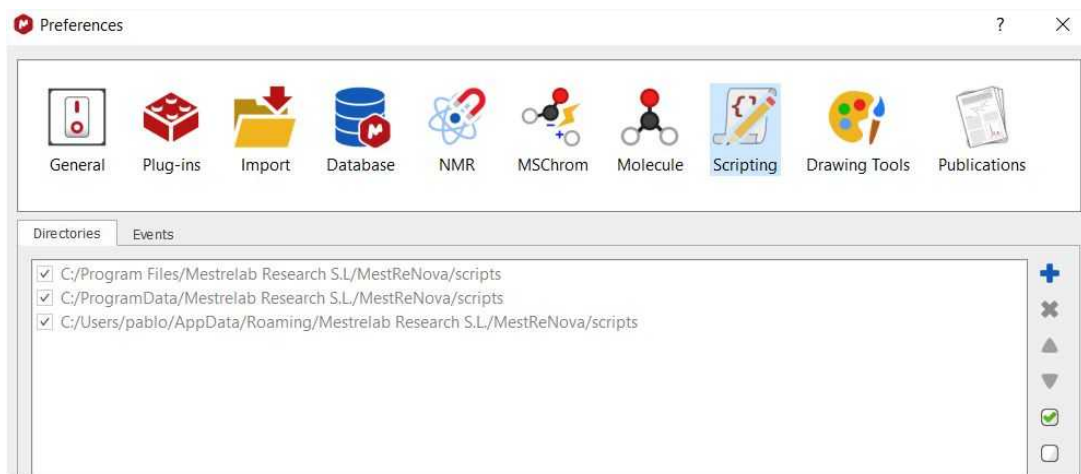 Preferences
?
General Plug-ins Import Database NMR MSChrom Molecule Scripting Drawing Tools Publications
Directories Events
C:/Program Files/Mestrelab Research S.L/MestReNova/scripts
C:/ProgramData/Mestrelab Research S.L./MestReNova/scripts
C:/Users/pablo/AppData/Roaming/Mestrelab Research S.L./MestReNova/scripts